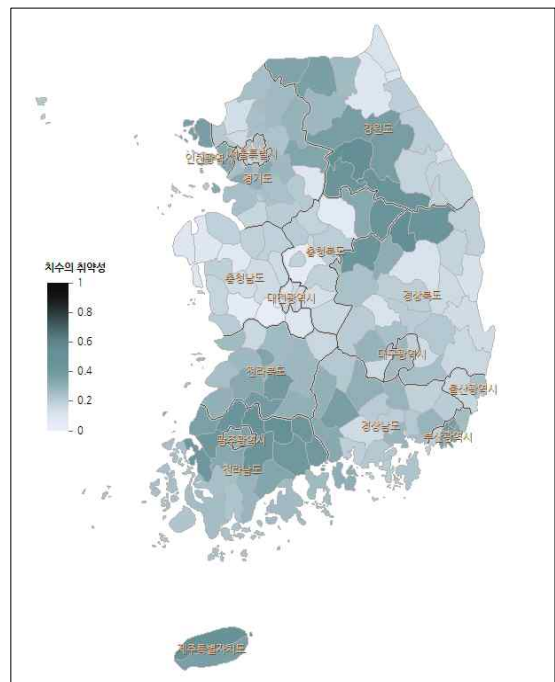 강원도
인천광역시
서울특별시
경기도
충청북도
충청남도
치수의 취약성
1
0.8
0.6
0.4
0.2
0
대전광역시
경상북도
대구광역시
전라북도
울산광역시
경상남도
부산광역시
광주광역시
전라남도
제주특별자치도